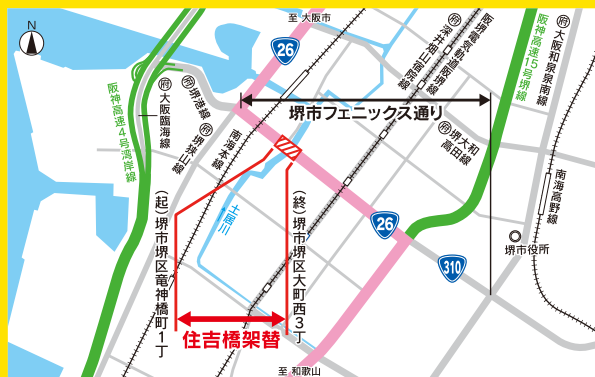 N
至 大阪市
26
阪神高速4号湾岸線
府 大阪臨海線
府 堺港線
府 堺狭山線
南海本線
府 深井畑山宿院線
阪堺電気軌道阪堺線
阪神高速15号堺線
府 大阪和泉泉南線
堺市フェニックス通り
府 堺大和高田線
南海高野線
土居川
26
310
堺市役所
(起)堺市堺区竜神橋町1丁
(終)堺市堺区大町西3丁
住吉橋架替
至 和歌山